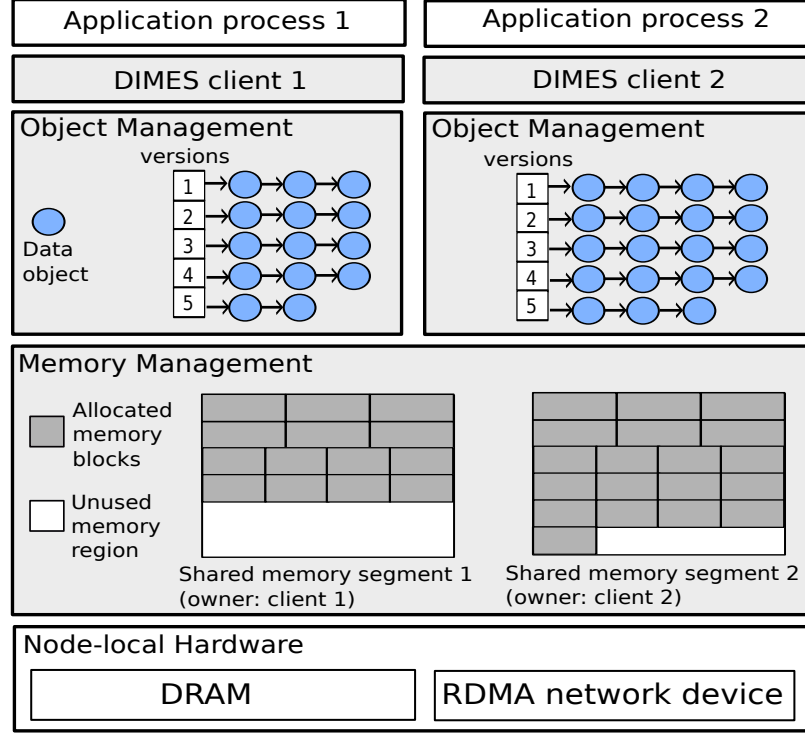 Application process 1
Application process 2
DIMES client 1
DIMES client 2
Object Management
versions
1
2
3
4
5
Data
object
Object Management
versions
1
2
3
4
5
Memory Management
Allocated
memory
blocks
Unused
memory
region
Shared memory segment 1
(owner: client 1)
Shared memory segment 2
(owner: client 2)
Node-local Hardware
DRAM
RDMA network device